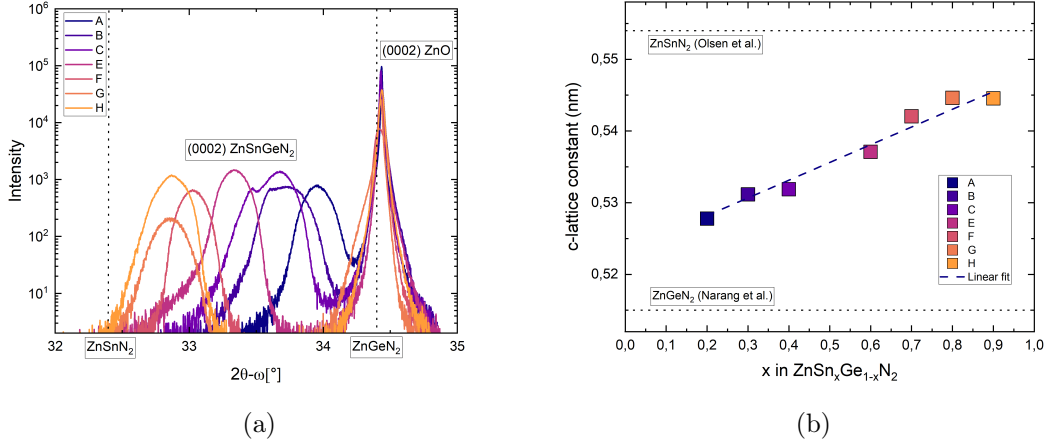 A
B
C
E
F
G
H
(0002) ZnO
(0002) ZnSnGeN₂
Intensity
10⁶
10⁵
10⁴
10³
10²
10¹
32
33
34
35
ZnSnN₂
ZnGeN₂
2θ-ω[°]
(a)
ZnSnN₂ (Olsen et al.)
c-lattice constant (nm)
0,55
0,54
0,53
0,52
A
B
C
E
F
G
H
Linear fit
ZnGeN₂ (Narang et al.)
0,0 0,1 0,2 0,3 0,4 0,5 0,6 0,7 0,8 0,9 1,0
x in ZnSnₓGe₁₋ₓN₂
(b)